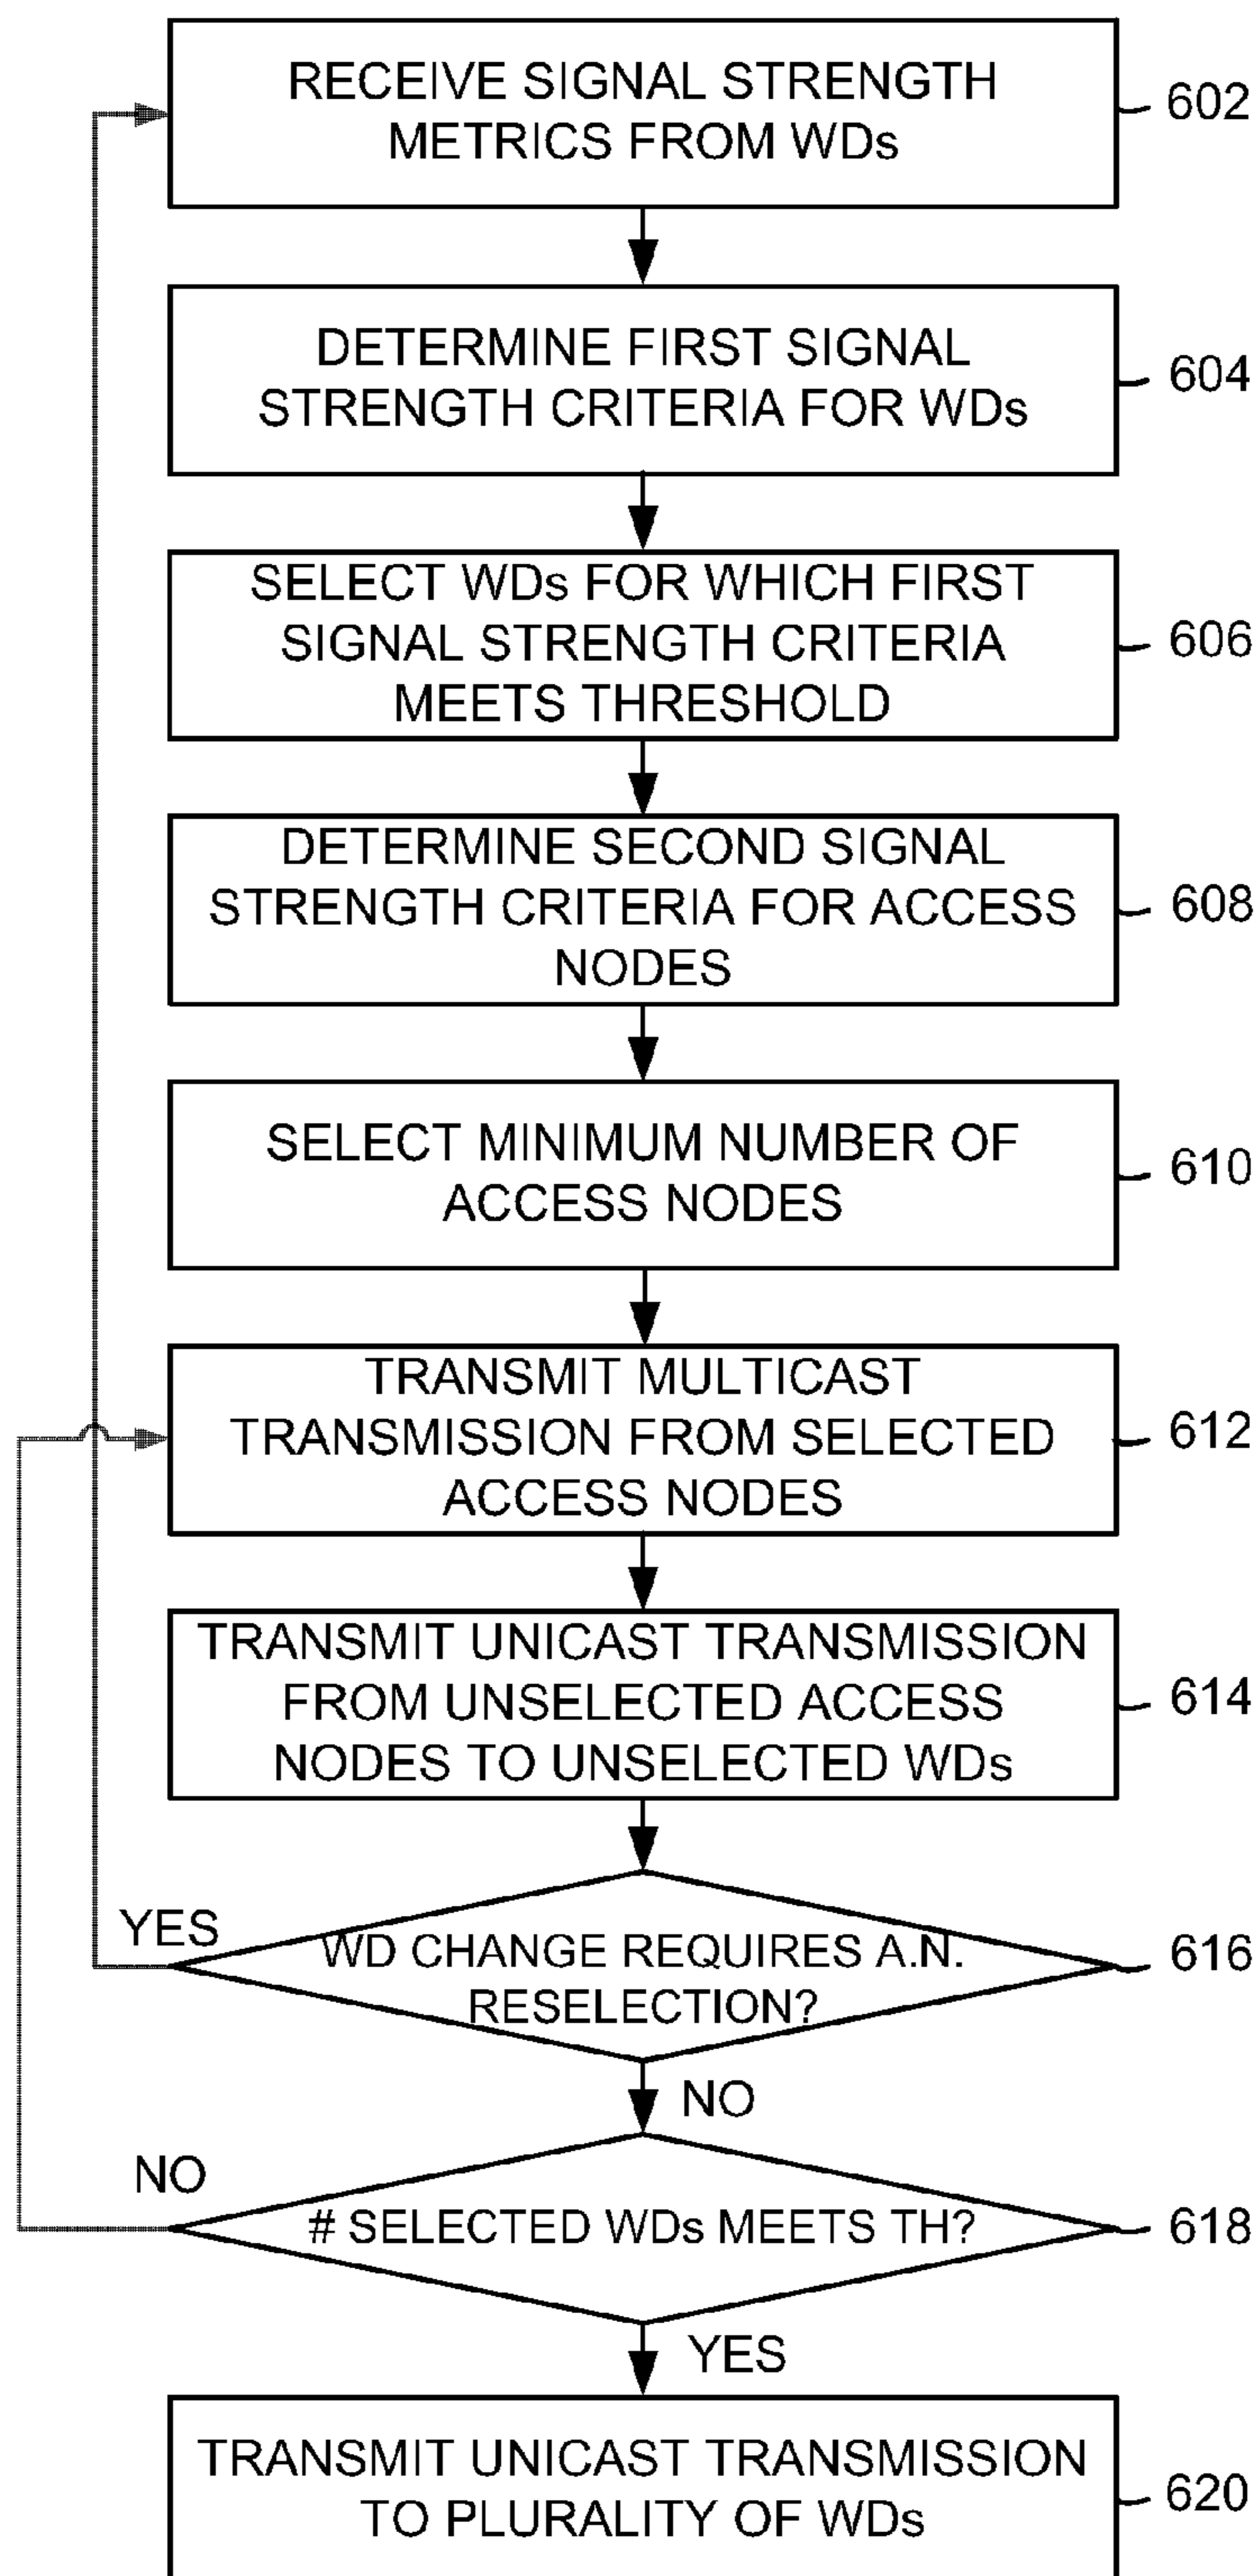 RECEIVE SIGNAL STRENGTH
METRICS FROM WDs
602
DETERMINE FIRST SIGNAL
STRENGTH CRITERIA FOR WDs
604
SELECT WDs FOR WHICH FIRST
SIGNAL STRENGTH CRITERIA
MEETS THRESHOLD
606
DETERMINE SECOND SIGNAL
STRENGTH CRITERIA FOR ACCESS
NODES
608
SELECT MINIMUM NUMBER OF
ACCESS NODES
610
TRANSMIT MULTICAST
TRANSMISSION FROM SELECTED
ACCESS NODES
612
TRANSMIT UNICAST TRANSMISSION
FROM UNSELECTED ACCESS
NODES TO UNSELECTED WDs
614
YES
WD CHANGE REQUIRES A.N.
RESELECTION?
616
NO
NO
# SELECTED WDs MEETS TH?
618
YES
TRANSMIT UNICAST TRANSMISSION
TO PLURALITY OF WDs
620